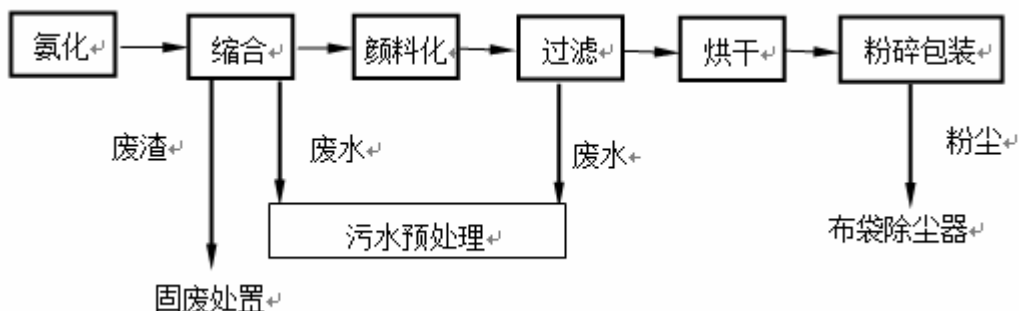 氨化
缩合
颜料化
过滤
烘干
粉碎包装
废渣
废水
废水
粉尘
污水预处理
布袋除尘器
固废处置